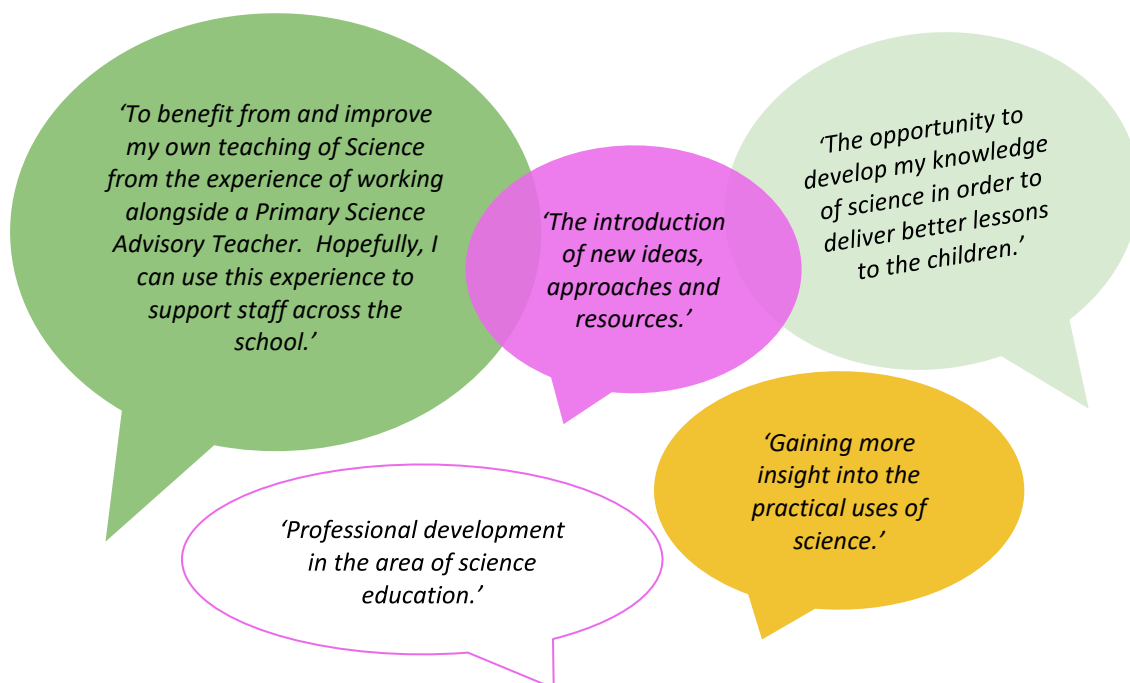 ‘To benefit from and improve
my own teaching of Science
from the experience of working
alongside a Primary Science
Advisory Teacher.  Hopefully, I
can use this experience to
support staff across the
school.’
‘The introduction
of new ideas,
approaches and
resources.’
‘The opportunity to
develop my knowledge
of science in order to
deliver better lessons
to the children.’
‘Professional development
in the area of science
education.’
‘Gaining more
insight into the
practical uses of
science.’